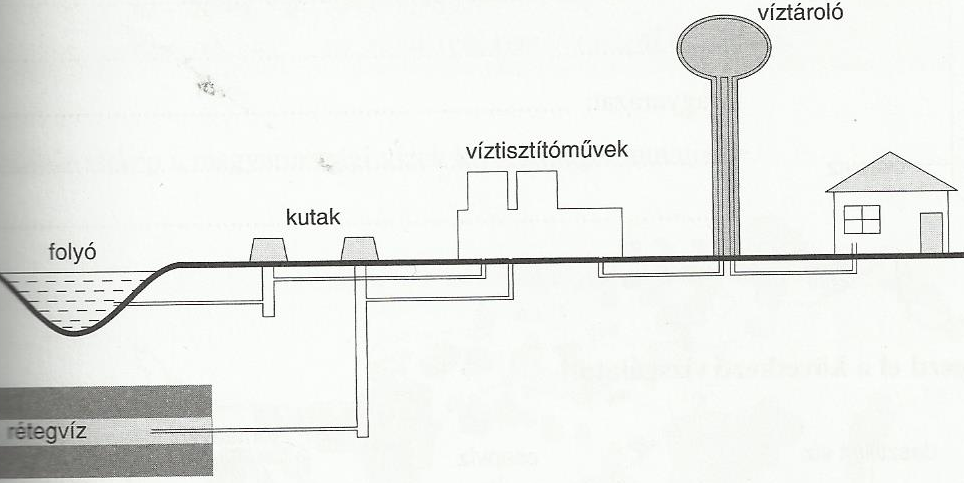 víztároló
víztisztítóművek
kutak
folyó
rétegvíz